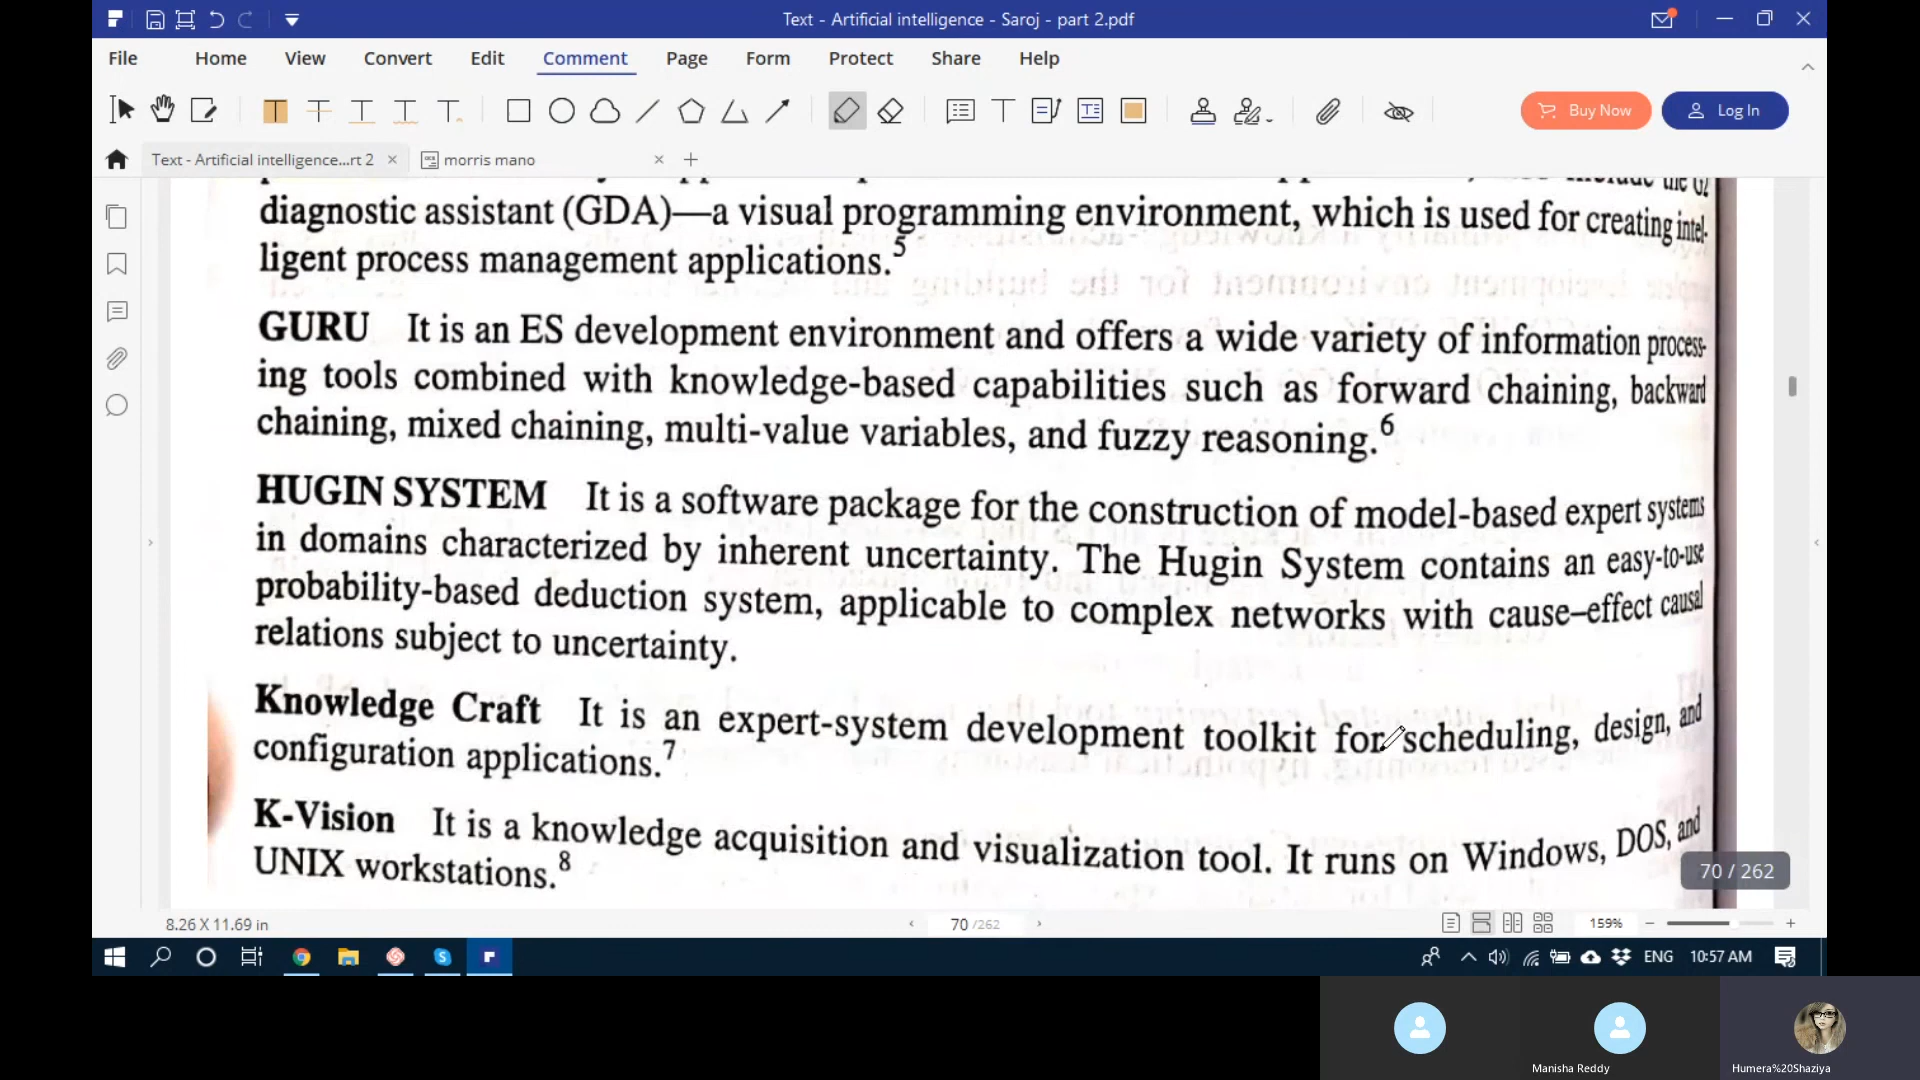 Text - Artificial intelligence - Saroj - part 2.pdf
File Home View Convert Edit Comment Page Form Protect Share Help
Buy Now Log In
Text - Artificial intelligence...rt 2 morris mano
diagnostic assistant (GDA)—a visual programming environment, which is used for creating intel-
ligent process management applications.5
GURU It is an ES development environment and offers a wide variety of information process-
ing tools combined with knowledge-based capabilities such as forward chaining, backward
chaining, mixed chaining, multi-value variables, and fuzzy reasoning.6
HUGIN SYSTEM It is a software package for the construction of model-based expert systems
in domains characterized by inherent uncertainty. The Hugin System contains an easy-to-use
probability-based deduction system, applicable to complex networks with cause–effect causal
relations subject to uncertainty.
Knowledge Craft It is an expert-system development toolkit for scheduling, design, and
configuration applications.7
K-Vision It is a knowledge acquisition and visualization tool. It runs on Windows, DOS, and
UNIX workstations.8
70 / 262
8.26 X 11.69 in 70 /262 159%
ENG 10:57 AM
Manisha Reddy Humera%20Shaziya